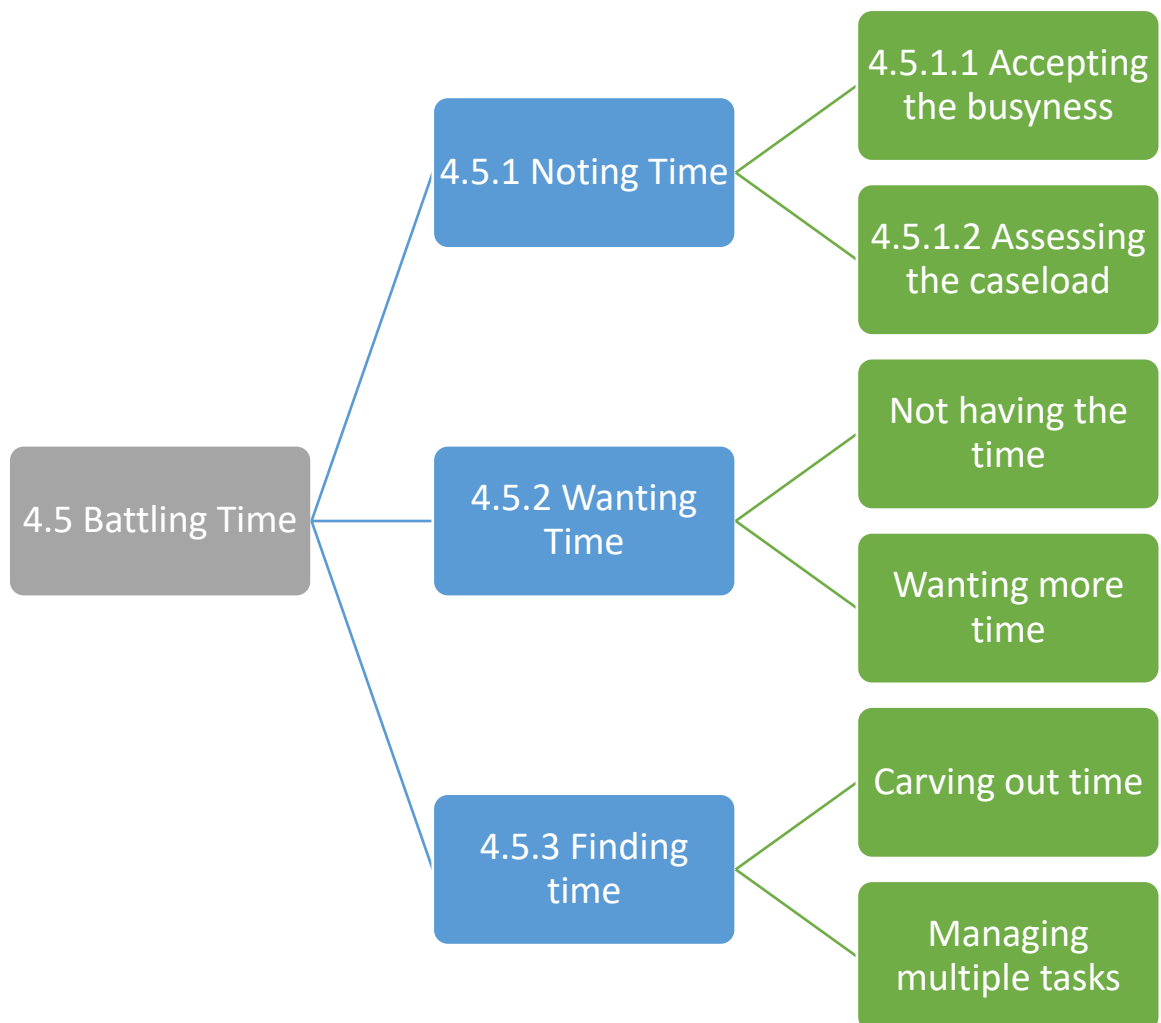 4.5 Battling Time
4.5.1 Noting Time
4.5.1.1 Accepting
the busyness
4.5.1.2 Assessing
the caseload
4.5.2 Wanting
Time
Not having the
time
Wanting more
time
4.5.3 Finding
time
Carving out time
Managing
multiple tasks